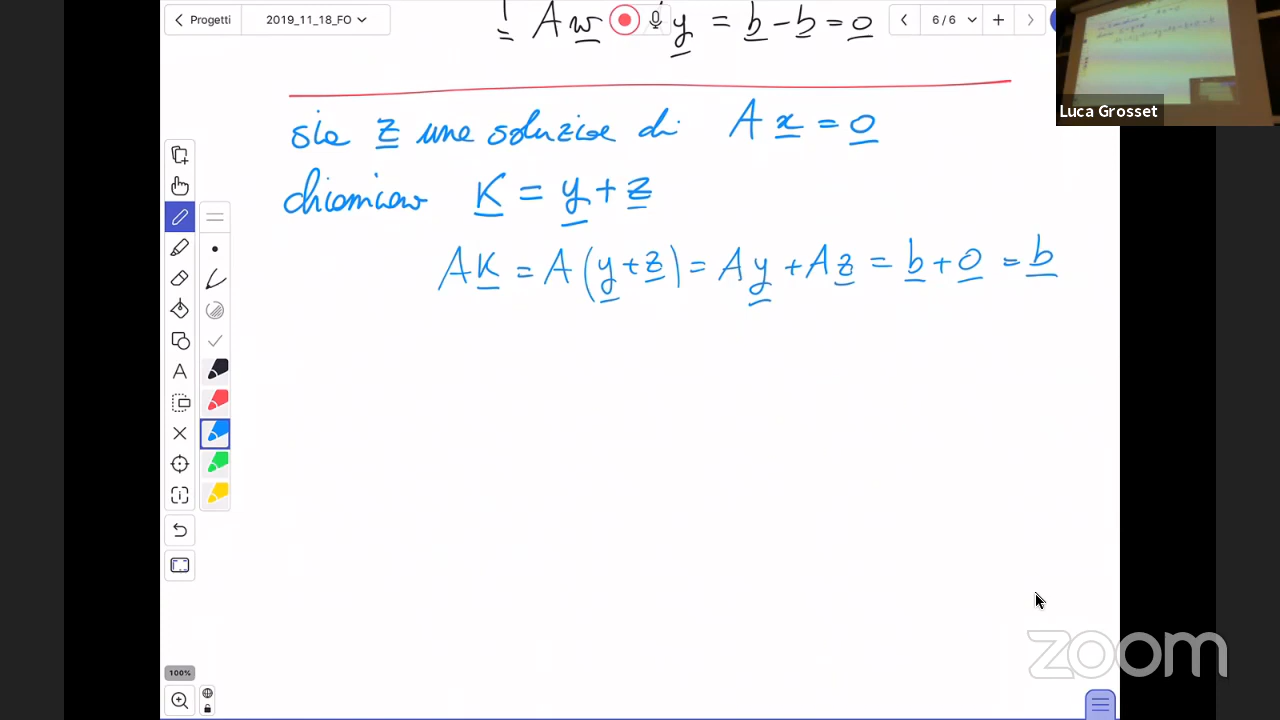 Progetti 2019_11_18_FO 6/6
= A w y = b - b = 0
Luca Grosset
sia z una soluzione di A x = 0
chiamiamo K = y + z
A K = A (y + z) = A y + A z = b + 0 = b
A
100%
zoom